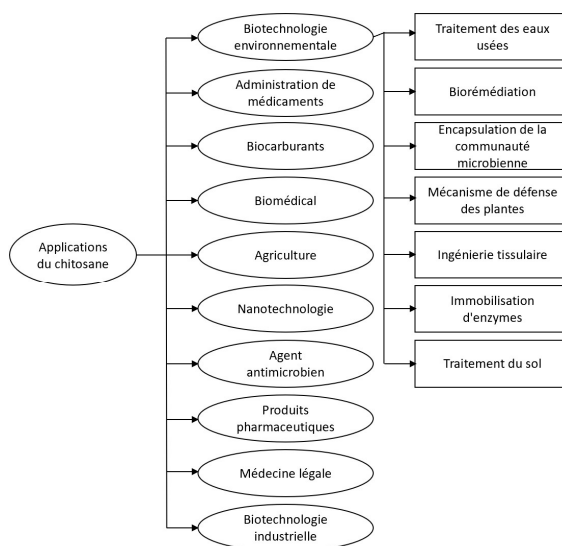 Applications
du chitosane
Biotechnologie
environnementale
Administration de
médicaments
Biocarburants
Biomédical
Agriculture
Nanotechnologie
Agent
antimicrobien
Produits
pharmaceutiques
Médecine légale
Biotechnologie
industrielle
Traitement des eaux
usées
Biorémédiation
Encapsulation de la
communauté
microbienne
Mécanisme de défense
des plantes
Ingénierie tissulaire
Immobilisation
d'enzymes
Traitement du sol